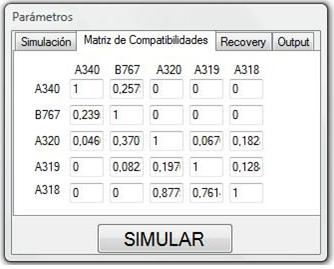 Parámetros
Simulación Matriz de Compatibilidades Recovery Output
A340 B767 A320 A319 A318
A340 1 0,257 0 0 0
B767 0,239 1 0 0 0
A320 0,046 0,370 1 0,067 0,182
A319 0 0,082 0,197 1 0,128
A318 0 0 0,877 0,761 1
SIMULAR